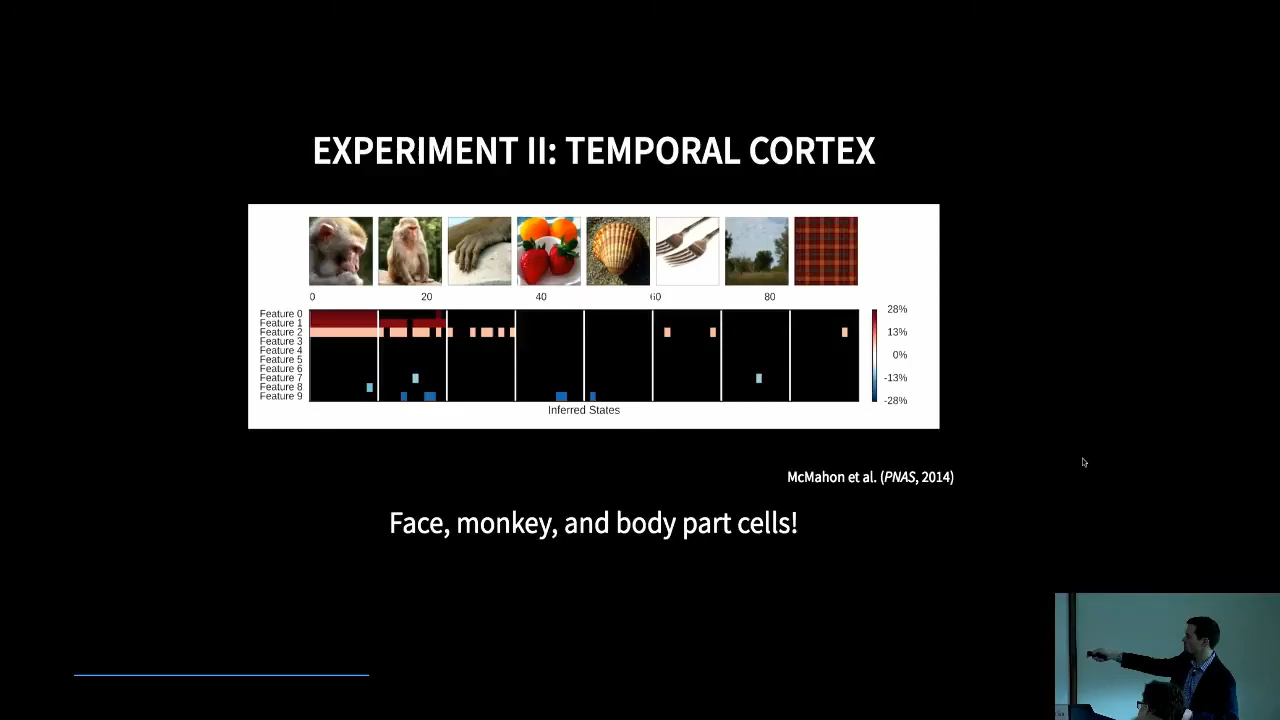 EXPERIMENT II: TEMPORAL CORTEX
0 20 40 60 80
Feature 0
Feature 1
Feature 2
Feature 3
Feature 4
Feature 5
Feature 6
Feature 7
Feature 8
Feature 9
28%
13%
0%
-13%
-28%
Inferred States
McMahon et al. (PNAS, 2014)
Face, monkey, and body part cells!